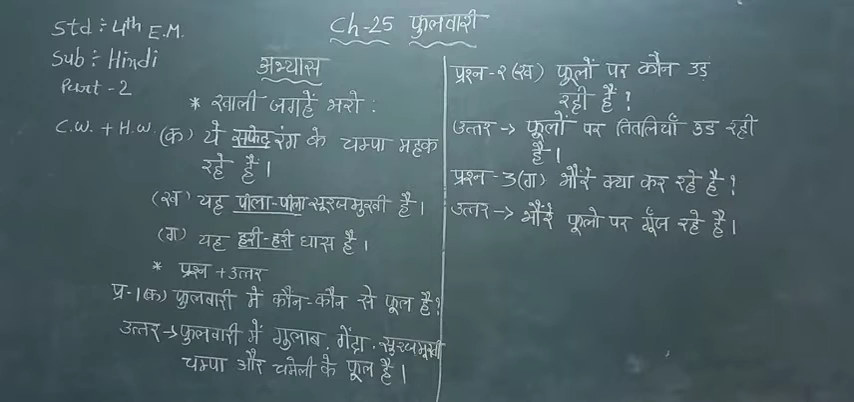 Std :- 4th E.M.
Sub :- Hindi
Part - 2
C.W. + H.W.
Ch-25 फुलवारी
अभ्यास
* खाली जगहें भरो :
(क) ये सफेद रंग के चम्पा महक
रहे है।
(ख) यह पीला-पीला सूरजमुखी है।
(ग) यह हरी-हरी घास है।
* प्रश्न + उत्तर
प्र-1(क) फुलवारी में कौन-कौन से फूल है?
उत्तर → फुलवारी में गुलाब, गेंदा, सूरजमुखी
चम्पा और चमेली के फूल है।
प्रश्न-२(ख) फूलों पर कौन उड़
रही है?
उत्तर → फूलों पर तितलियाँ उड रही
है।
प्रश्न-3(ग) भौंरे क्या कर रहे है?
उत्तर → भौंरे फूलो पर गूँज रहे है।